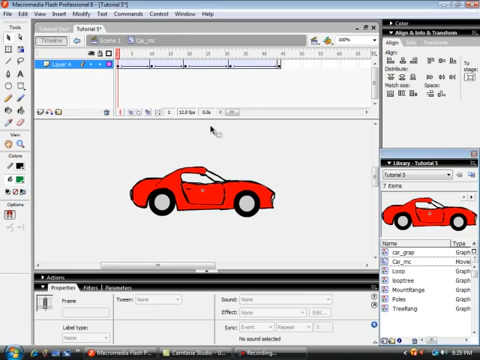 Macromedia Flash Professional 8 - [Tutorial 5*]
File Edit View Insert Modify Text Commands Control Window Help
Tools
Tutorial Start Tutorial 5*
Timeline Scene 1 Car_mc 100%
5 10 15 20 25 30 35 40 45 50 55 60 65
Layer 4
1 12.0 fps 0.0s
View
Colors
Options
Color
Align & Info & Transform
Align Info Transform
Align:
Distribute:
Match size:
Space:
To stage:
Library - Tutorial 5
Tutorial 5
7 items
Name Type
car_grap Graph
Car_mc Movie
Loop Graph
looptree Graph
MountRange Graph
Poles Graph
TreeRang Graph
Actions
Properties Filters Parameters
Frame
Tween: None
Sound: None
Effect: None Edit...
Label type:
Name
Sync: Event Repeat 1
No sound selected
Macromedia Flash P...
Camtasia Studio - U...
Recording...
8:29 PM